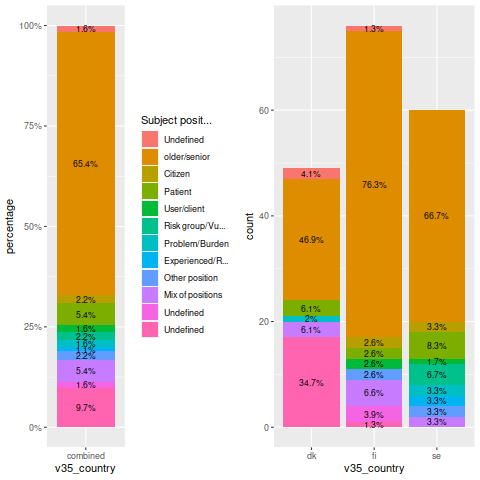 100%
75%
50%
25%
0%
percentage
1.6%
65.4%
2.2%
5.4%
1.6%
2.2%
1.6%
1.1%
2.2%
5.4%
1.6%
9.7%
combined
v35_country
Subject posit...
Undefined
older/senior
Citizen
Patient
User/client
Risk group/Vu...
Problem/Burden
Experienced/R...
Other position
Mix of positions
Undefined
Undefined
60
40
20
0
count
4.1%
46.9%
6.1%
2%
6.1%
34.7%
1.3%
76.3%
2.6%
2.6%
2.6%
2.6%
6.6%
3.9%
1.3%
66.7%
3.3%
8.3%
1.7%
6.7%
3.3%
3.3%
3.3%
3.3%
dk
fi
se
v35_country